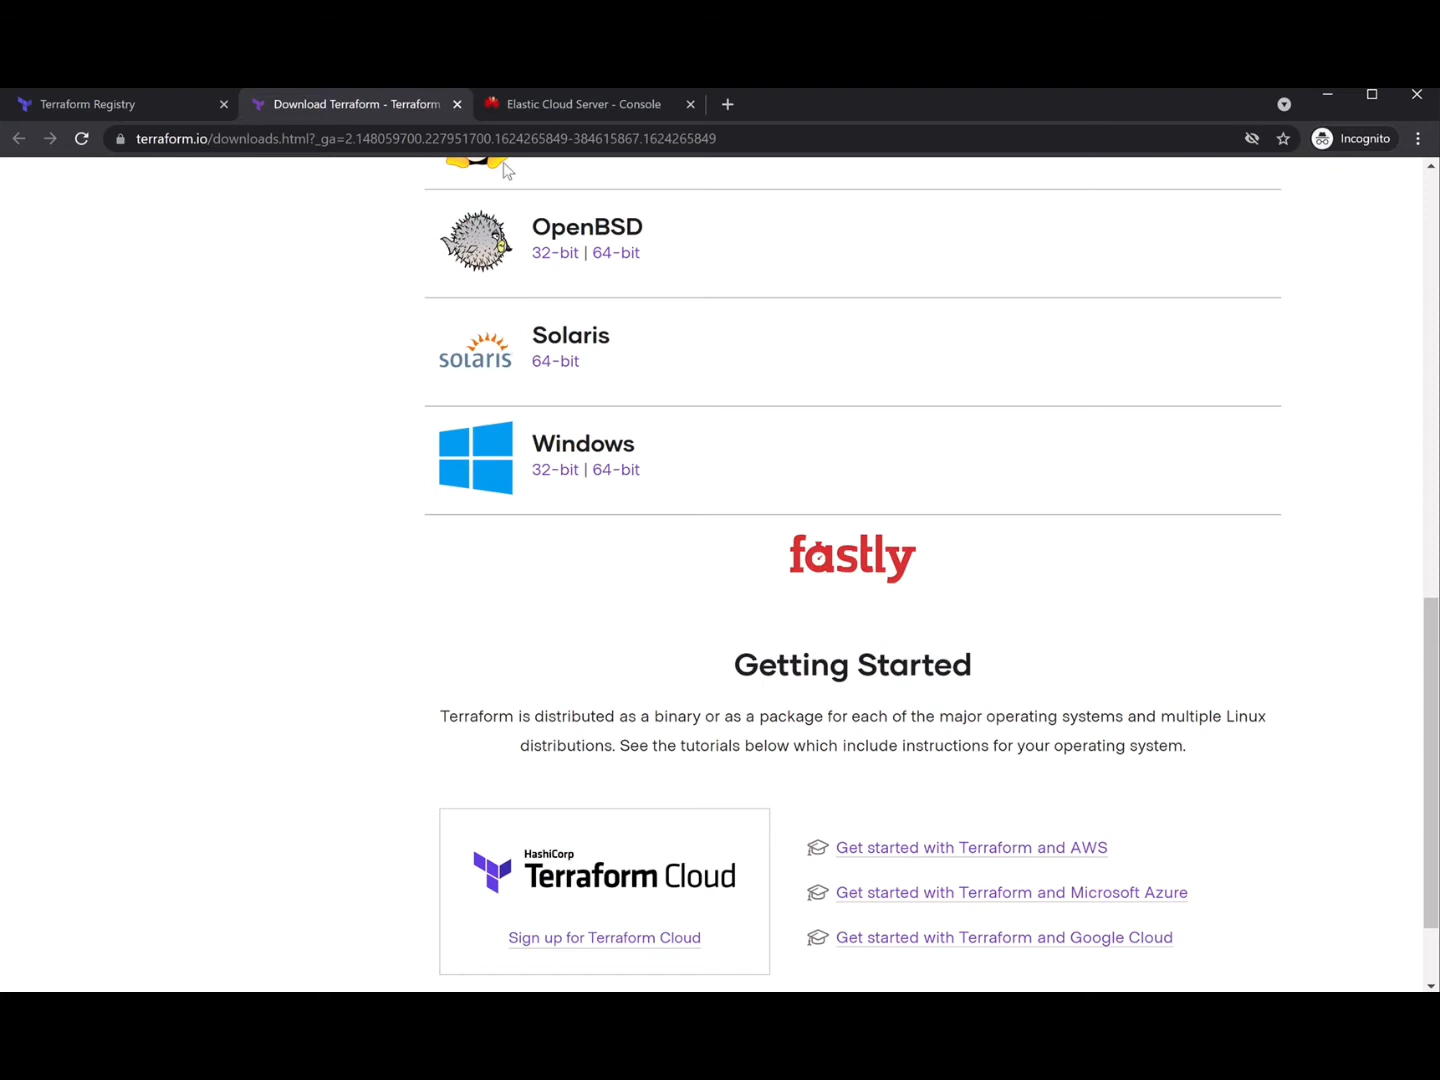 Terraform Registry
Download Terraform - Terraform
Elastic Cloud Server - Console
terraform.io/downloads.html?_ga=2.148059700.227951700.1624265849-384615867.1624265849
Incognito
OpenBSD
32-bit | 64-bit
solaris
Solaris
64-bit
Windows
32-bit | 64-bit
fastly
Getting Started
Terraform is distributed as a binary or as a package for each of the major operating systems and multiple Linux
distributions. See the tutorials below which include instructions for your operating system.
HashiCorp
Terraform Cloud
Sign up for Terraform Cloud
Get started with Terraform and AWS
Get started with Terraform and Microsoft Azure
Get started with Terraform and Google Cloud